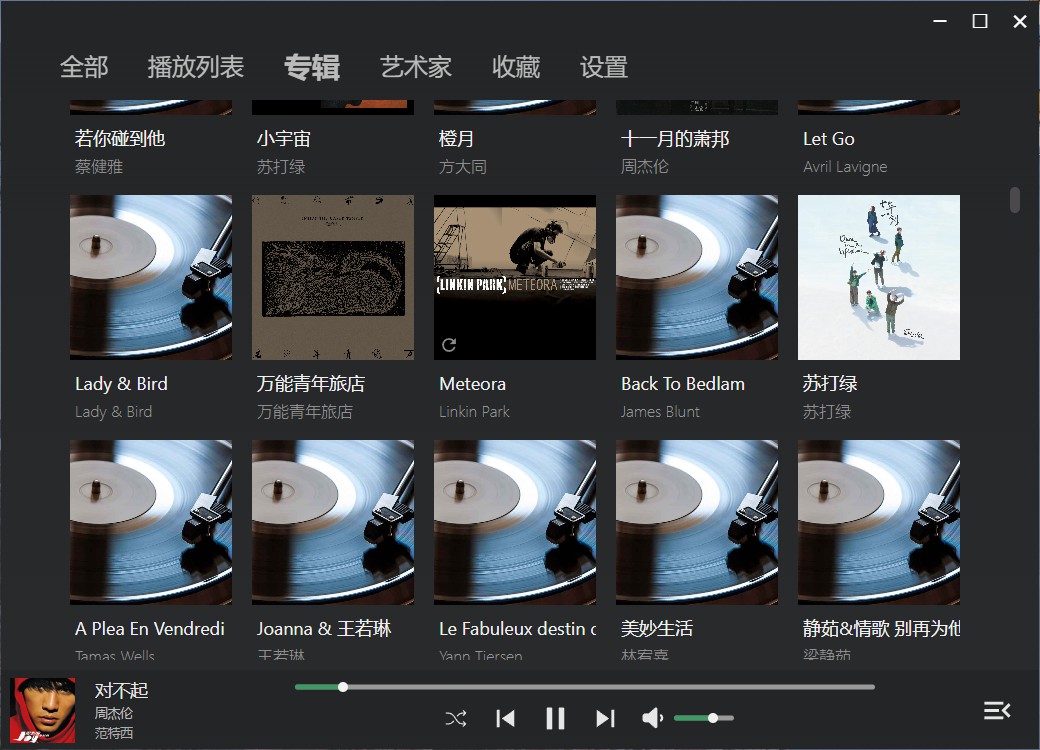 全部 播放列表 专辑 艺术家 收藏 设置
若你碰到他 小宇宙 橙月 十一月的萧邦 Let Go
蔡健雅 苏打绿 方大同 周杰伦 Avril Lavigne
LINKIN PARK METEORA
Lady & Bird 万能青年旅店 Meteora Back To Bedlam 苏打绿
Lady & Bird 万能青年旅店 Linkin Park James Blunt 苏打绿
A Plea En Vendredi Joanna & 王若琳 Le Fabuleux destin 美妙生活 静茹&情歌 别再为他
Tamas Wells 王若琳 Yann Tiersen 林宥嘉 梁静茹
对不起
周杰伦
范特西
Jay